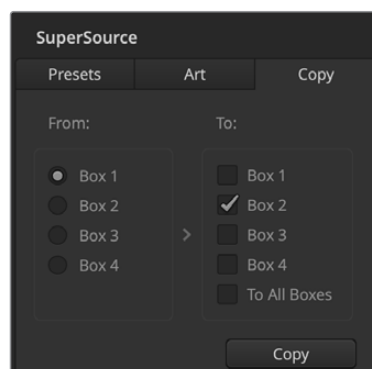 SuperSource
Presets Art Copy
From: To:
Box 1 Box 1
Box 2 Box 2
Box 3 > Box 3
Box 4 Box 4
To All Boxes
Copy